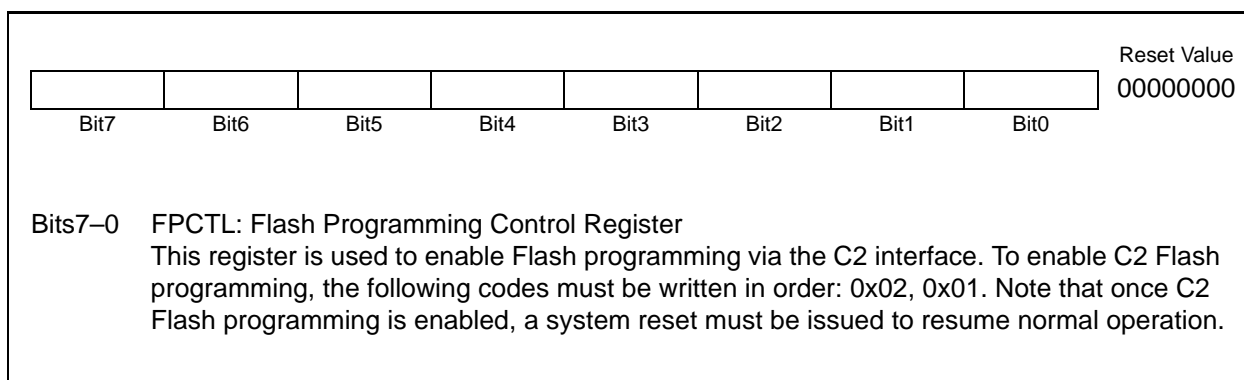 Reset Value
00000000
Bit7 Bit6 Bit5 Bit4 Bit3 Bit2 Bit1 Bit0
Bits7–0 FPCTL: Flash Programming Control Register
This register is used to enable Flash programming via the C2 interface. To enable C2 Flash
programming, the following codes must be written in order: 0x02, 0x01. Note that once C2
Flash programming is enabled, a system reset must be issued to resume normal operation.